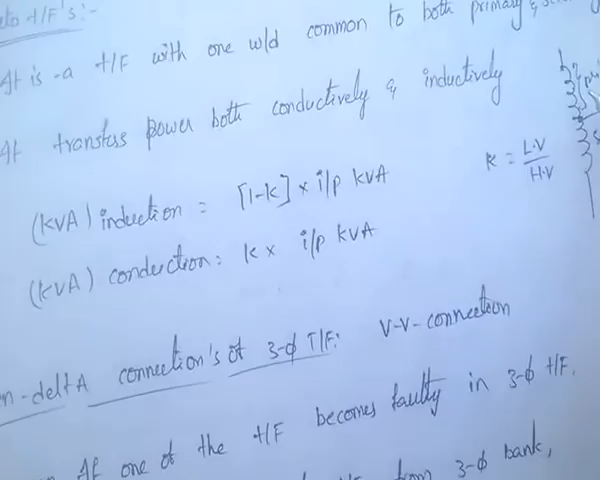 T/F's:-
It is -a t/F with one wld common to both primary &
It transfers power both conductively & inductively
K = L.V / H.V
(KVA) induction = [1-K] x i/p KVA
(KVA) conduction: K x i/p KVA
n-deltA connection's of 3-ϕ T/F: V-V-connection
If one of the t/F becomes faulty in 3-ϕ t/F.
from 3-ϕ bank,